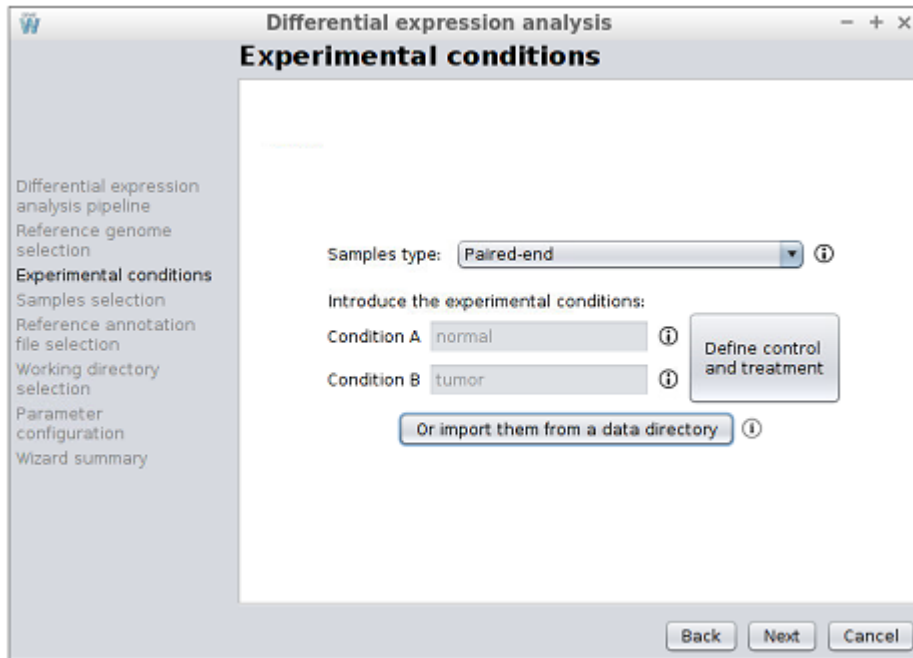 Differential expression analysis
Experimental conditions
Differential expression
analysis pipeline
Reference genome
selection
Experimental conditions
Samples selection
Reference annotation
file selection
Working directory
selection
Parameter
configuration
Wizard summary
Samples type: Paired-end
Introduce the experimental conditions:
Condition A normal
Condition B tumor
Define control
and treatment
Or import them from a data directory
Back Next Cancel